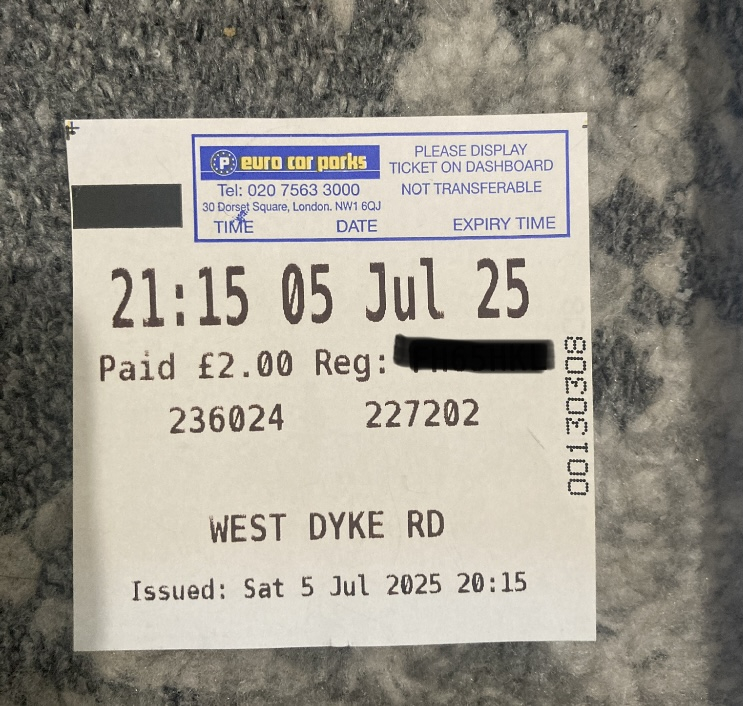 P euro car parks
PLEASE DISPLAY
TICKET ON DASHBOARD
Tel: 020 7563 3000
NOT TRANSFERABLE
30 Dorset Square, London. NW1 6QJ
TIME DATE EXPIRY TIME
21:15 05 Jul 25
Paid £2.00 Reg:
236024 227202
00130308
WEST DYKE RD
Issued: Sat 5 Jul 2025 20:15